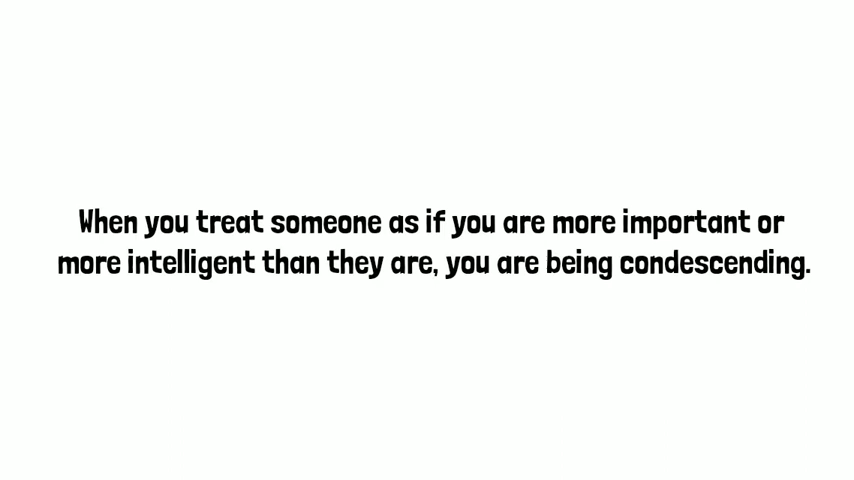 When you treat someone as if you are more important or
more intelligent than they are, you are being condescending.